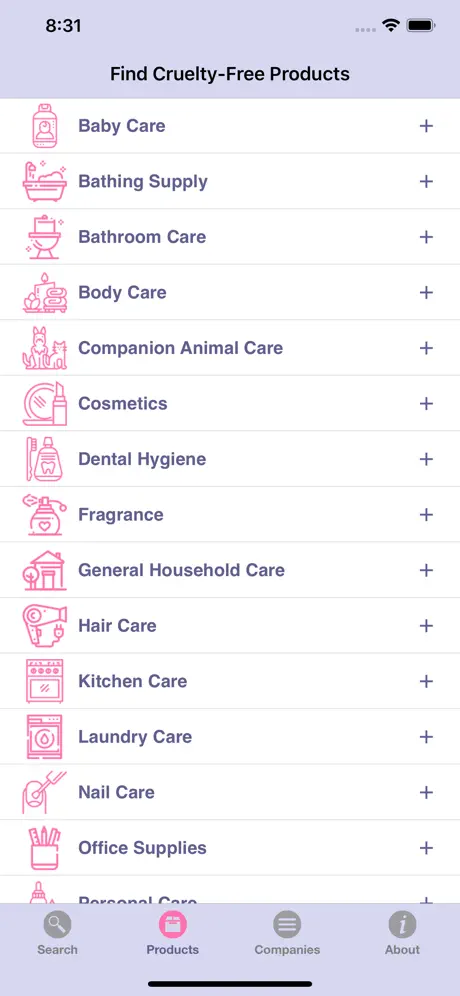 8:31
Find Cruelty-Free Products
Baby Care +
Bathing Supply +
Bathroom Care +
Body Care +
Companion Animal Care +
Cosmetics +
Dental Hygiene +
Fragrance +
General Household Care +
Hair Care +
Kitchen Care +
Laundry Care +
Nail Care +
Office Supplies +
Personal Care +
Search Products Companies About